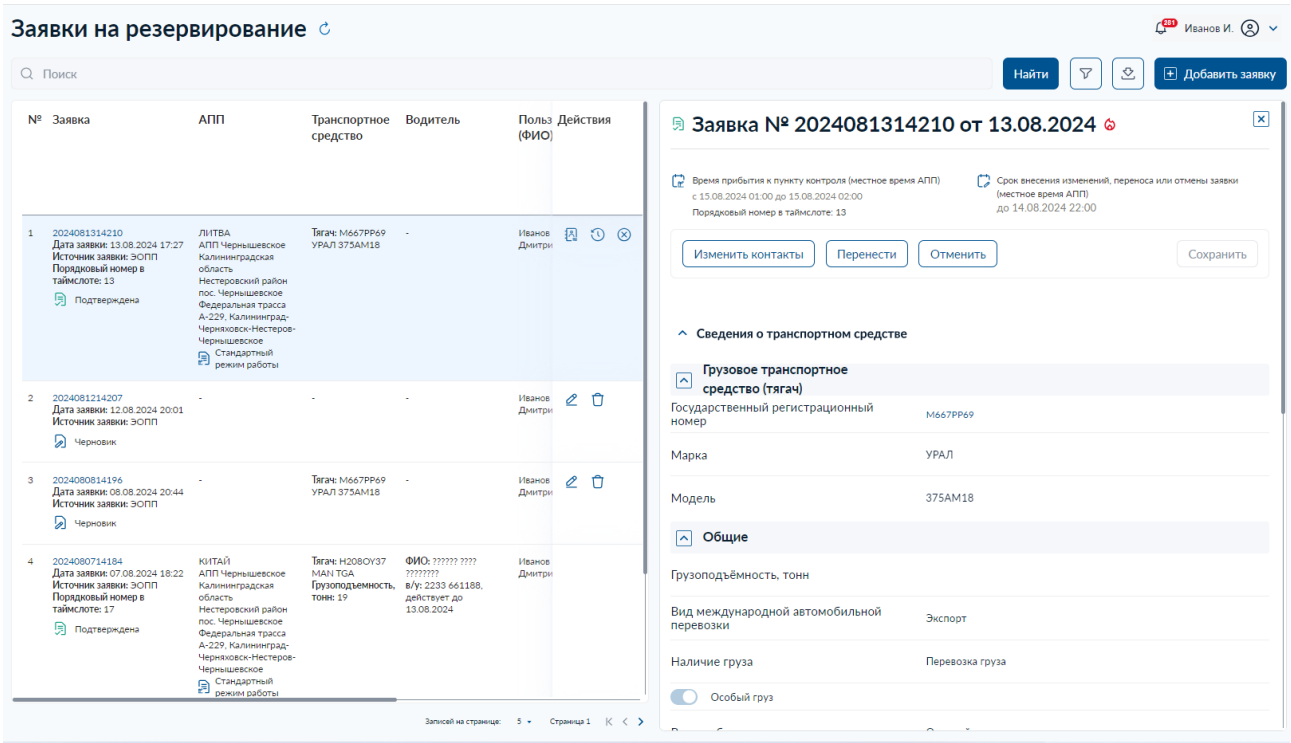 Заявки на резервирование
281
Иванов И.
Поиск
Найти
Добавить заявку
№ Заявка АПП Транспортное средство Водитель Польз (ФИО) Действия
1
2024081314210
Дата заявки: 13.08.2024 17:27
Источник заявки: ЭОПП
Порядковый номер в
таймслоте: 13
Подтверждена
ЛИТВА
АПП Чернышевское
Калининградская
область
Нестеровский район
пос. Чернышевское
Федеральная трасса
А-229, Калининград-
Черняховск-Нестеров-
Чернышевское
Стандартный
режим работы
Тягач: М667РР69
УРАЛ 375АМ18
-
Иванов
Дмитри
2
2024081214207
Дата заявки: 12.08.2024 20:01
Источник заявки: ЭОПП
Черновик
-
-
-
Иванов
Дмитри
3
2024080814196
Дата заявки: 08.08.2024 20:44
Источник заявки: ЭОПП
Черновик
-
Тягач: М667РР69
УРАЛ 375АМ18
-
Иванов
Дмитри
4
2024080714184
Дата заявки: 07.08.2024 18:22
Источник заявки: ЭОПП
Порядковый номер в
таймслоте: 17
Подтверждена
КИТАЙ
АПП Чернышевское
Калининградская
область
Нестеровский район
пос. Чернышевское
Федеральная трасса
А-229, Калининград-
Черняховск-Нестеров-
Чернышевское
Стандартный
режим работы
Тягач: Н208ОУ37
MAN TGA
Грузоподъемность,
тонн: 19
ФИО: ?????? ????
????????
в/у: 2233 661188,
действует до
13.08.2024
Иванов
Дмитри
Записей на странице: 5 Страница 1
Заявка № 2024081314210 от 13.08.2024
Время прибытия к пункту контроля (местное время АПП)
с 15.08.2024 01:00 до 15.08.2024 02:00
Порядковый номер в таймслоте: 13
Срок внесения изменений, переноса или отмены заявки
(местное время АПП)
до 14.08.2024 22:00
Изменить контакты
Перенести
Отменить
Сохранить
Сведения о транспортном средстве
Грузовое транспортное
средство (тягач)
Государственный регистрационный
номер
М667РР69
Марка
УРАЛ
Модель
375АМ18
Общие
Грузоподъёмность, тонн
Вид международной автомобильной
перевозки
Экспорт
Наличие груза
Перевозка груза
Особый груз